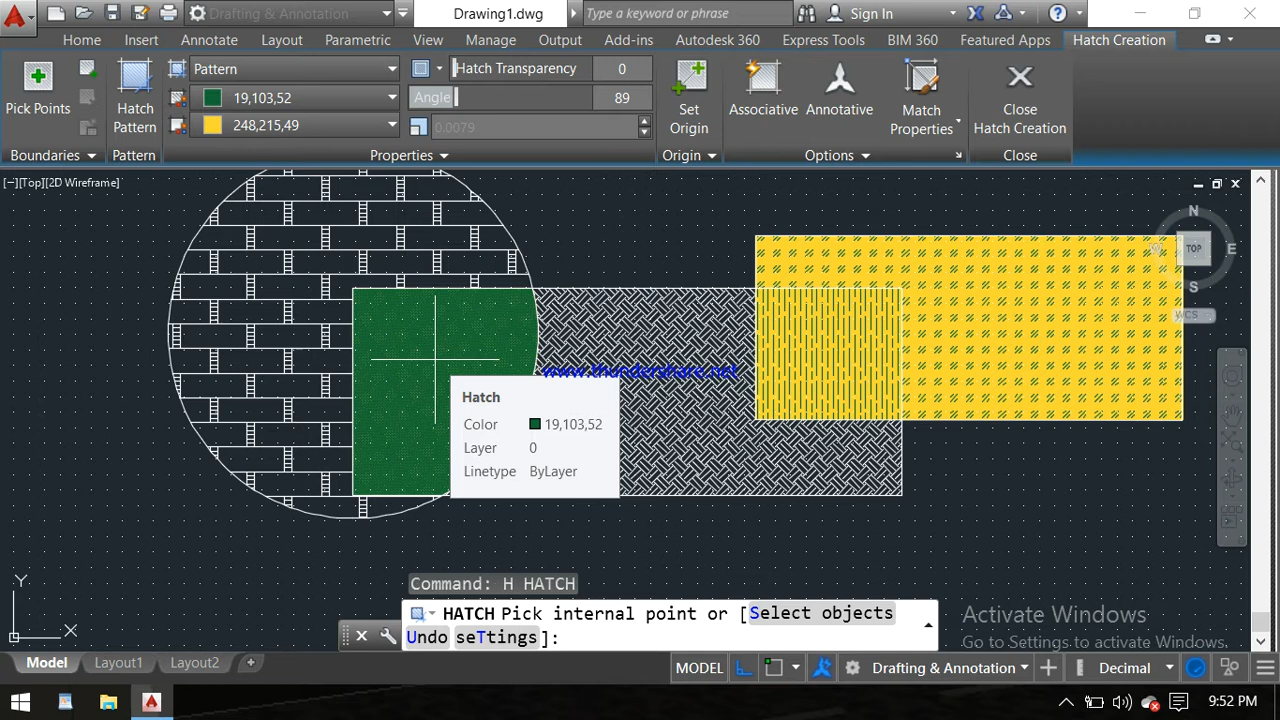 Drafting & Annotation
Drawing1.dwg
Type a keyword or phrase
Sign In
Home Insert Annotate Layout Parametric View Manage Output Add-ins Autodesk 360 Express Tools BIM 360 Featured Apps Hatch Creation
Pick Points
Boundaries
Hatch
Pattern
Pattern
Pattern
19,103,52
248,215,49
Hatch Transparency 0
Angle 89
0.0079
Properties
Set
Origin
Origin
Associative
Annotative
Match
Properties
Options
Close
Hatch Creation
Close
[−][Top][2D Wireframe]
N
W TOP E
S
WCS
www.thundershare.net
Hatch
Color 19,103,52
Layer 0
Linetype ByLayer
Y
X
Command: H HATCH
HATCH Pick internal point or [Select objects
Undo seTtings]:
Activate Windows
Go to Settings to activate Windows.
Model Layout1 Layout2
MODEL
Drafting & Annotation
Decimal
9:52 PM